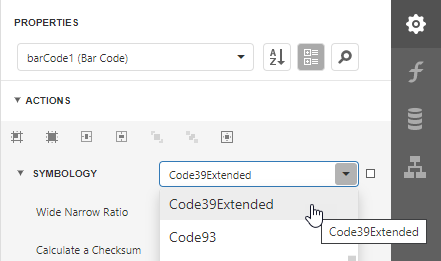 PROPERTIES
barCode1 (Bar Code)
A
Z
ACTIONS
SYMBOLOGY
Code39Extended
Wide Narrow Ratio
Code39Extended
Code39Extended
Calculate a Checksum
Code93